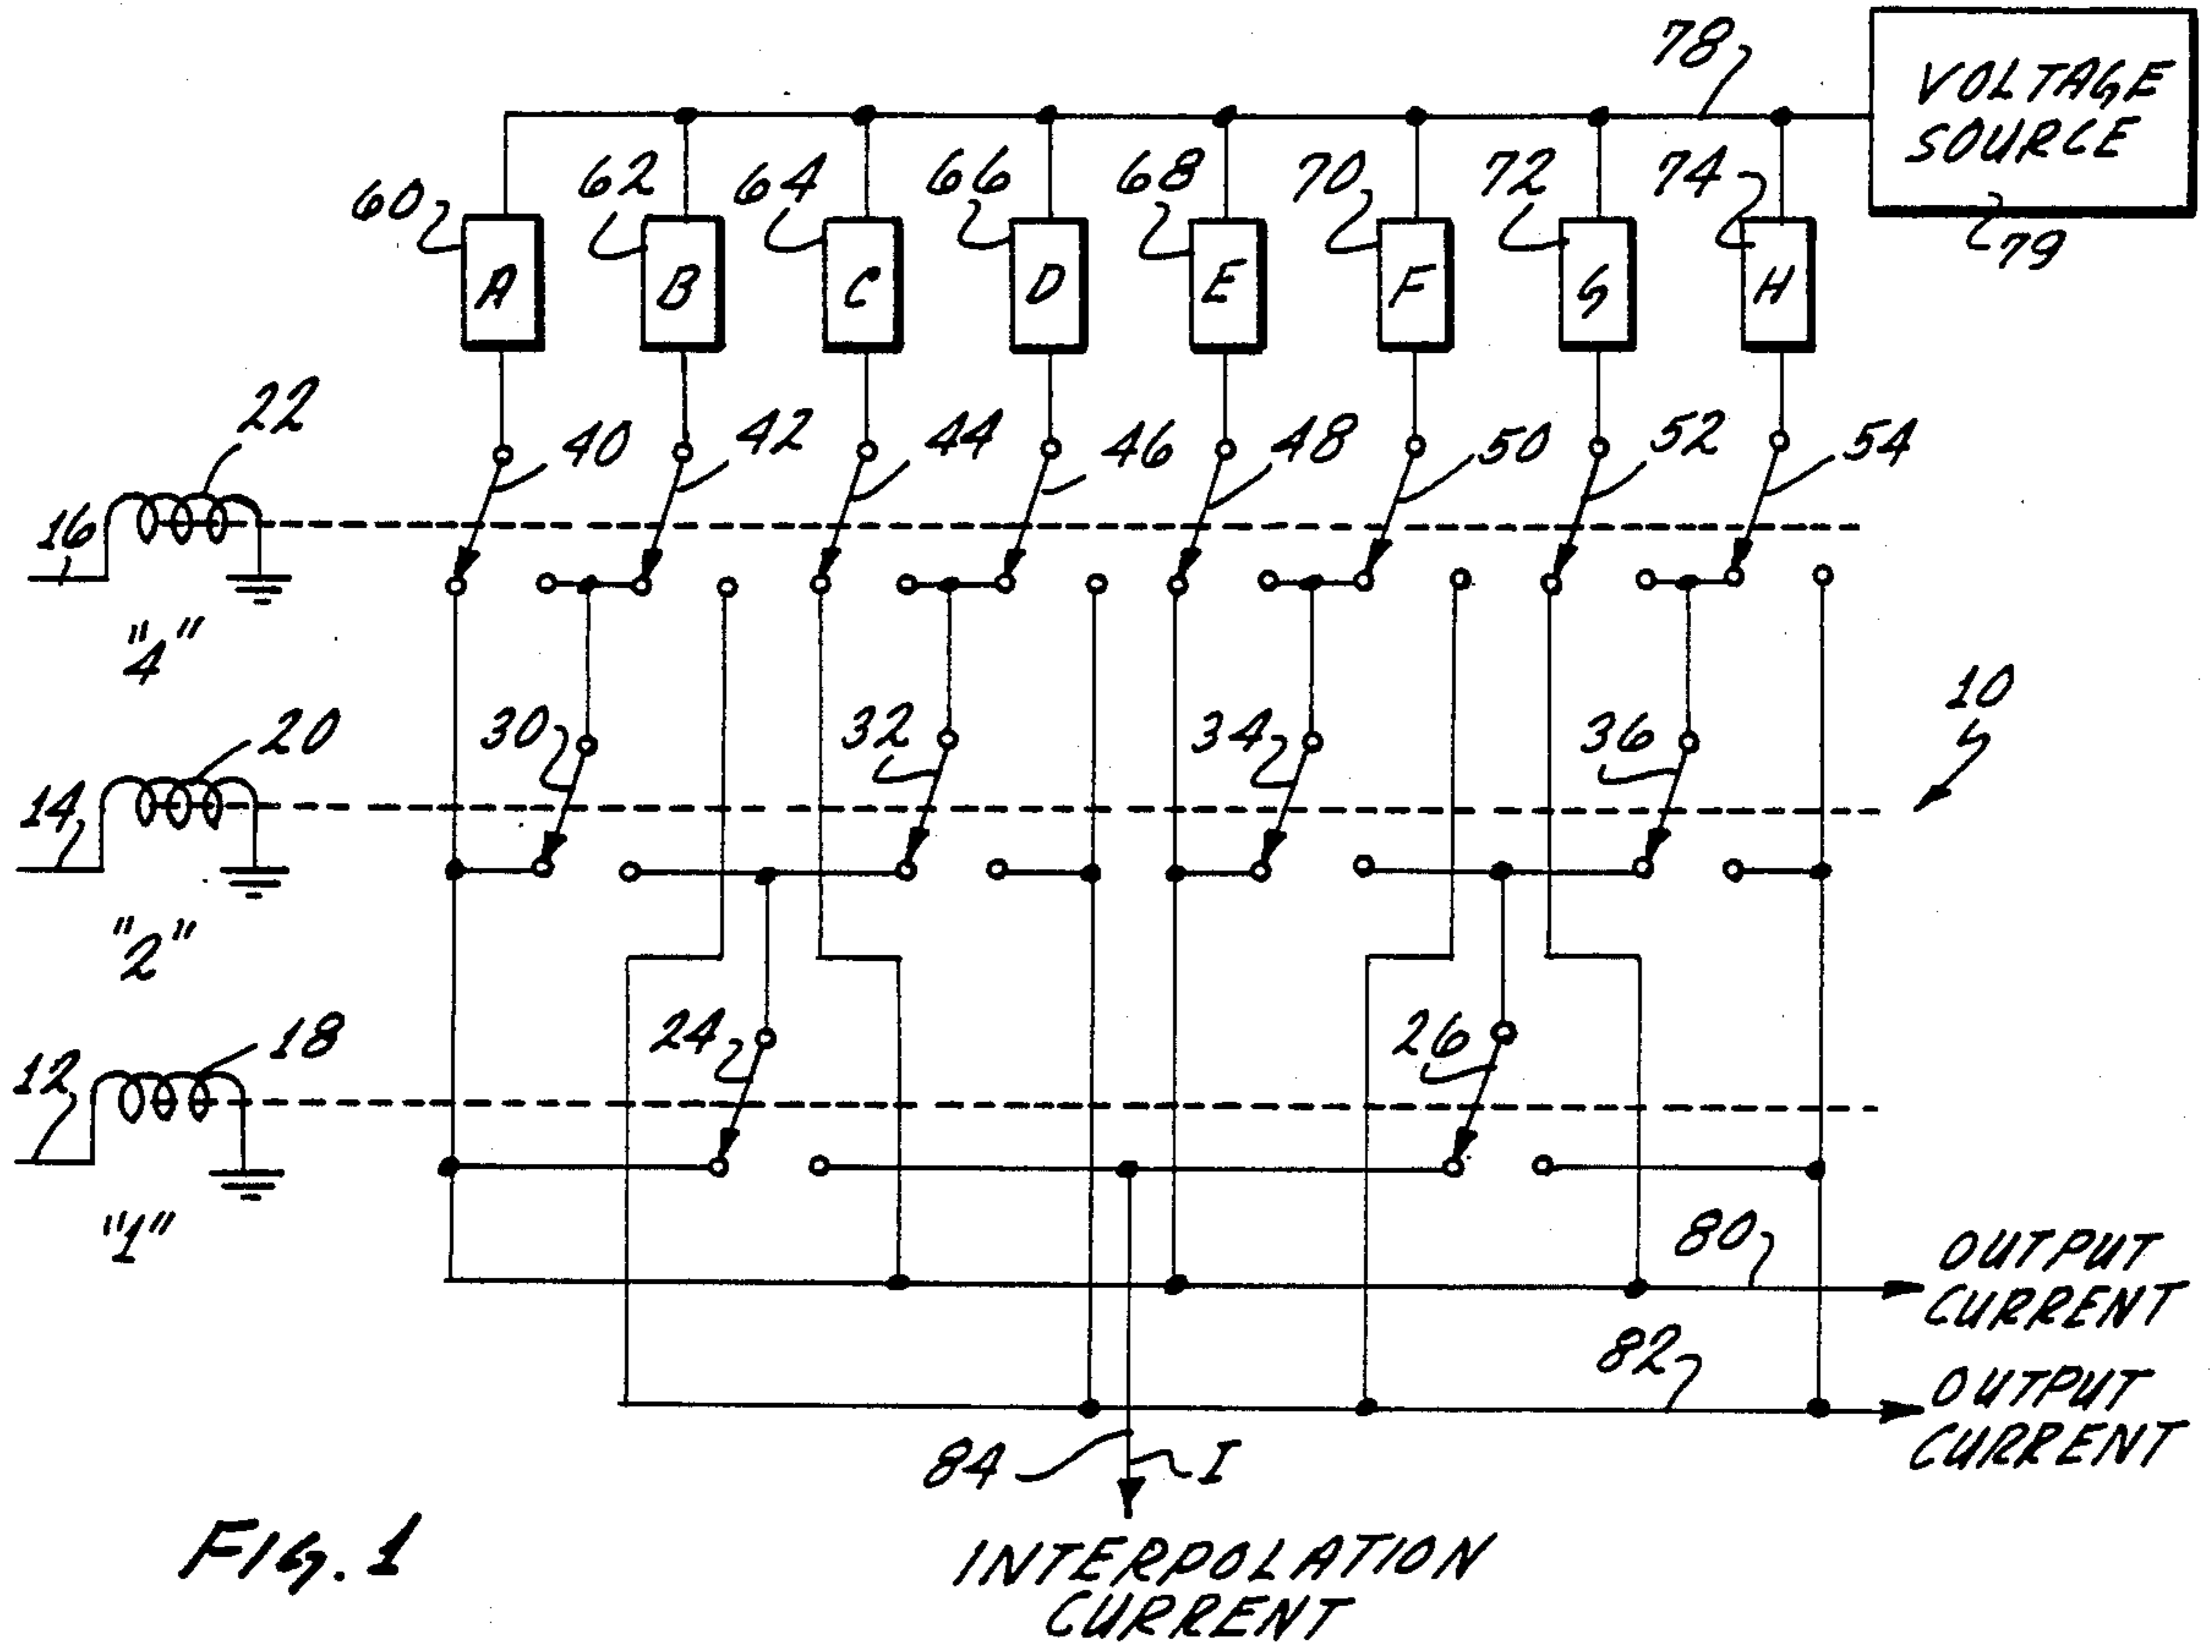 78
VOLTAGE
SOURCE
79
60
62
64
66
68
70
72
74
A
B
C
D
E
F
G
H
22
16
"4"
40
42
44
46
48
50
52
54
10
20
14
"2"
30
32
34
36
18
12
"1"
24
26
80
OUTPUT
CURRENT
82
OUTPUT
CURRENT
84
I
INTERPOLATION
CURRENT
FIG. 1